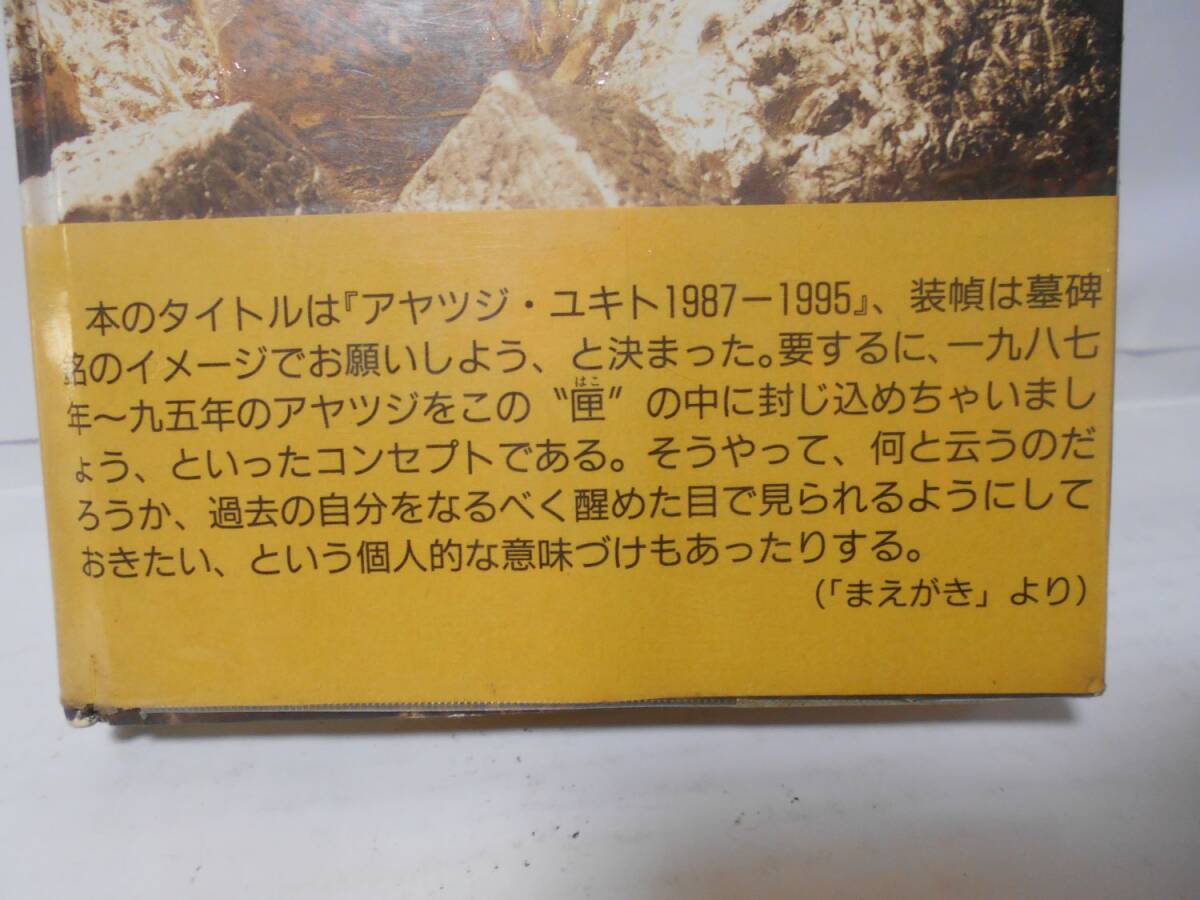 本のタイトルは『アヤツジ・ユキト1987−1995』、装幀は墓碑
銘のイメージでお願いしよう、と決まった。要するに、一九八七
年〜九五年のアヤツジをこの〝匣〟の中に封じ込めちゃいまし
ょう、といったコンセプトである。そうやって、何と云うのだ
ろうか、過去の自分をなるべく醒めた目で見られるようにして
おきたい、という個人的な意味づけもあったりする。
(「まえがき」より)
はこ